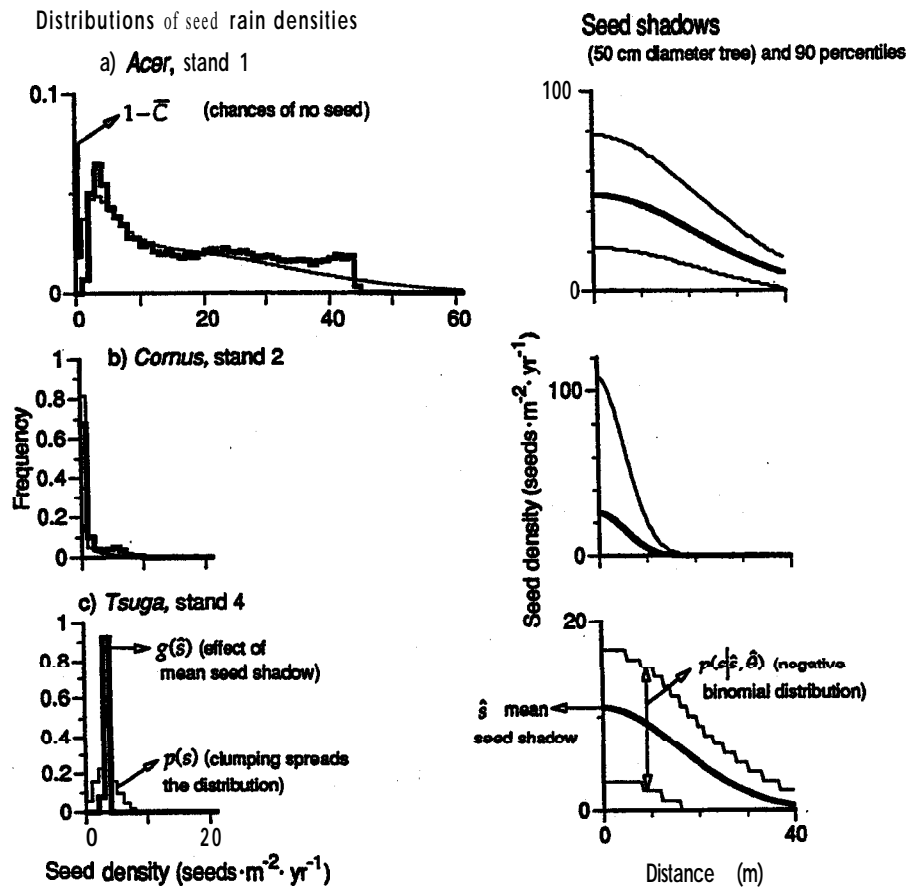 Distributions of seed rain densities
Seed shadows
(50 cm diameter tree) and 90 percentiles
a) Acer, stand 1
0.1
1-C̅ (chances of no seed)
0
0 20 40 60
100
0
b) Cornus, stand 2
1
0.8
0.6
0.4
0.2
0
0 20
Frequency
100
0
Seed density (seeds·m⁻²·yr⁻¹)
c) Tsuga, stand 4
1
0.8
0.6
0.4
0.2
0
g(ŝ) (effect of
mean seed shadow)
p(s) (clumping spreads
the distribution)
0 20
Seed density (seeds·m⁻²·yr⁻¹)
20
0
p(s|ŝ, θ̂) (negative
binomial distribution)
ŝ mean
seed shadow
0 40
Distance (m)